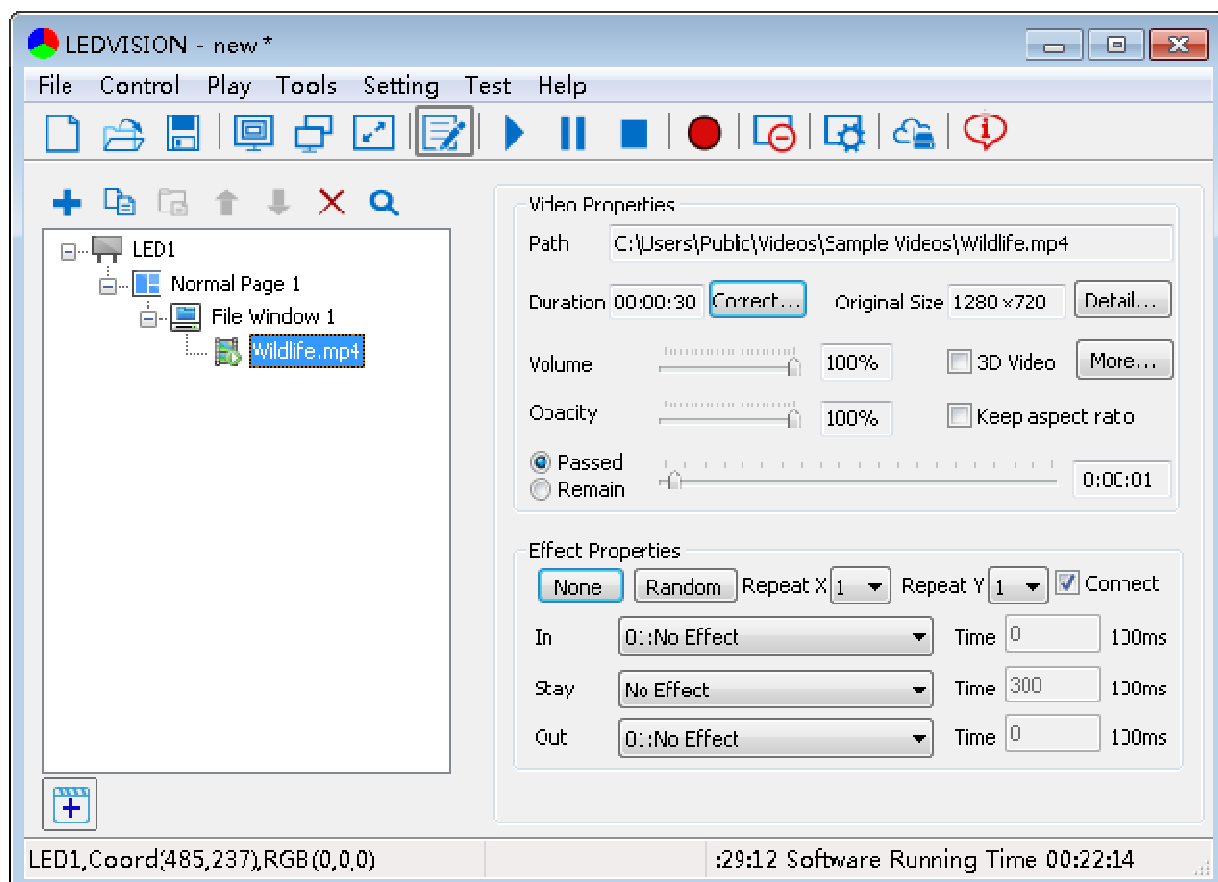 LEDVISION - new *
File Control Play Tools Setting Test Help
LED1
Normal Page 1
File Window 1
Wildlife.mp4
Video Properties
Path C:\Users\Public\Videos\Sample Videos\Wildlife.mp4
Duration 00:00:30 Correct... Original Size 1280×720 Detail...
Volume 100% 3D Video More...
Opacity 100% Keep aspect ratio
Passed
Remain
0:00:01
Effect Properties
None Random Repeat X 1 Repeat Y 1 Connect
In 01:No Effect Time 0 100ms
Stay No Effect Time 300 100ms
Out 01:No Effect Time 0 100ms
LED1,Coord(485,237),RGB(0,0,0) :29:12 Software Running Time 00:22:14